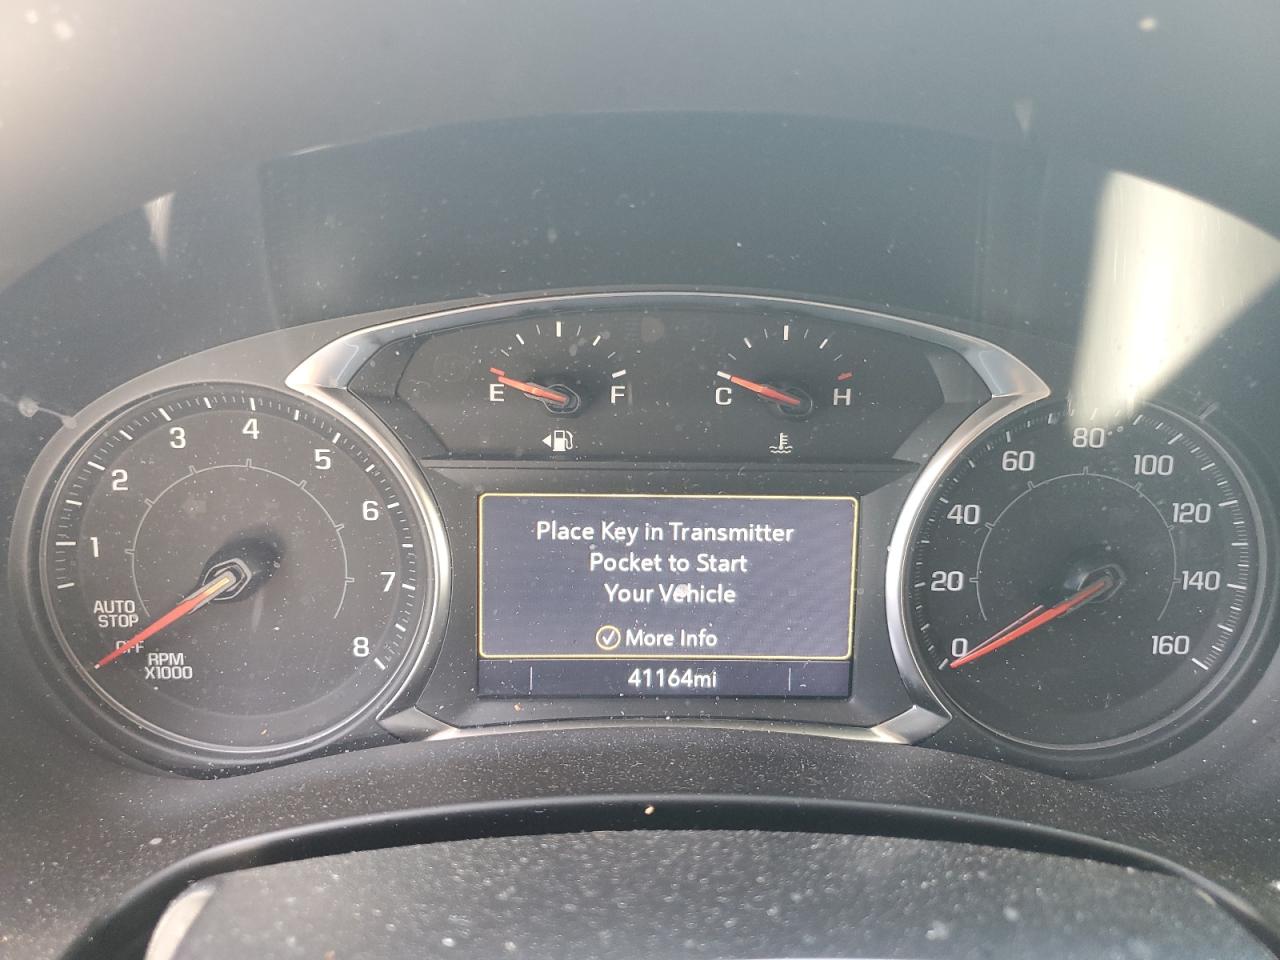 E F C H
1 2 3 4 5 6 7 8
AUTO
STOP
OFF
RPM
X1000
Place Key in Transmitter
Pocket to Start
Your Vehicle
More Info
41164mi
0 20 40 60 80 100 120 140 160